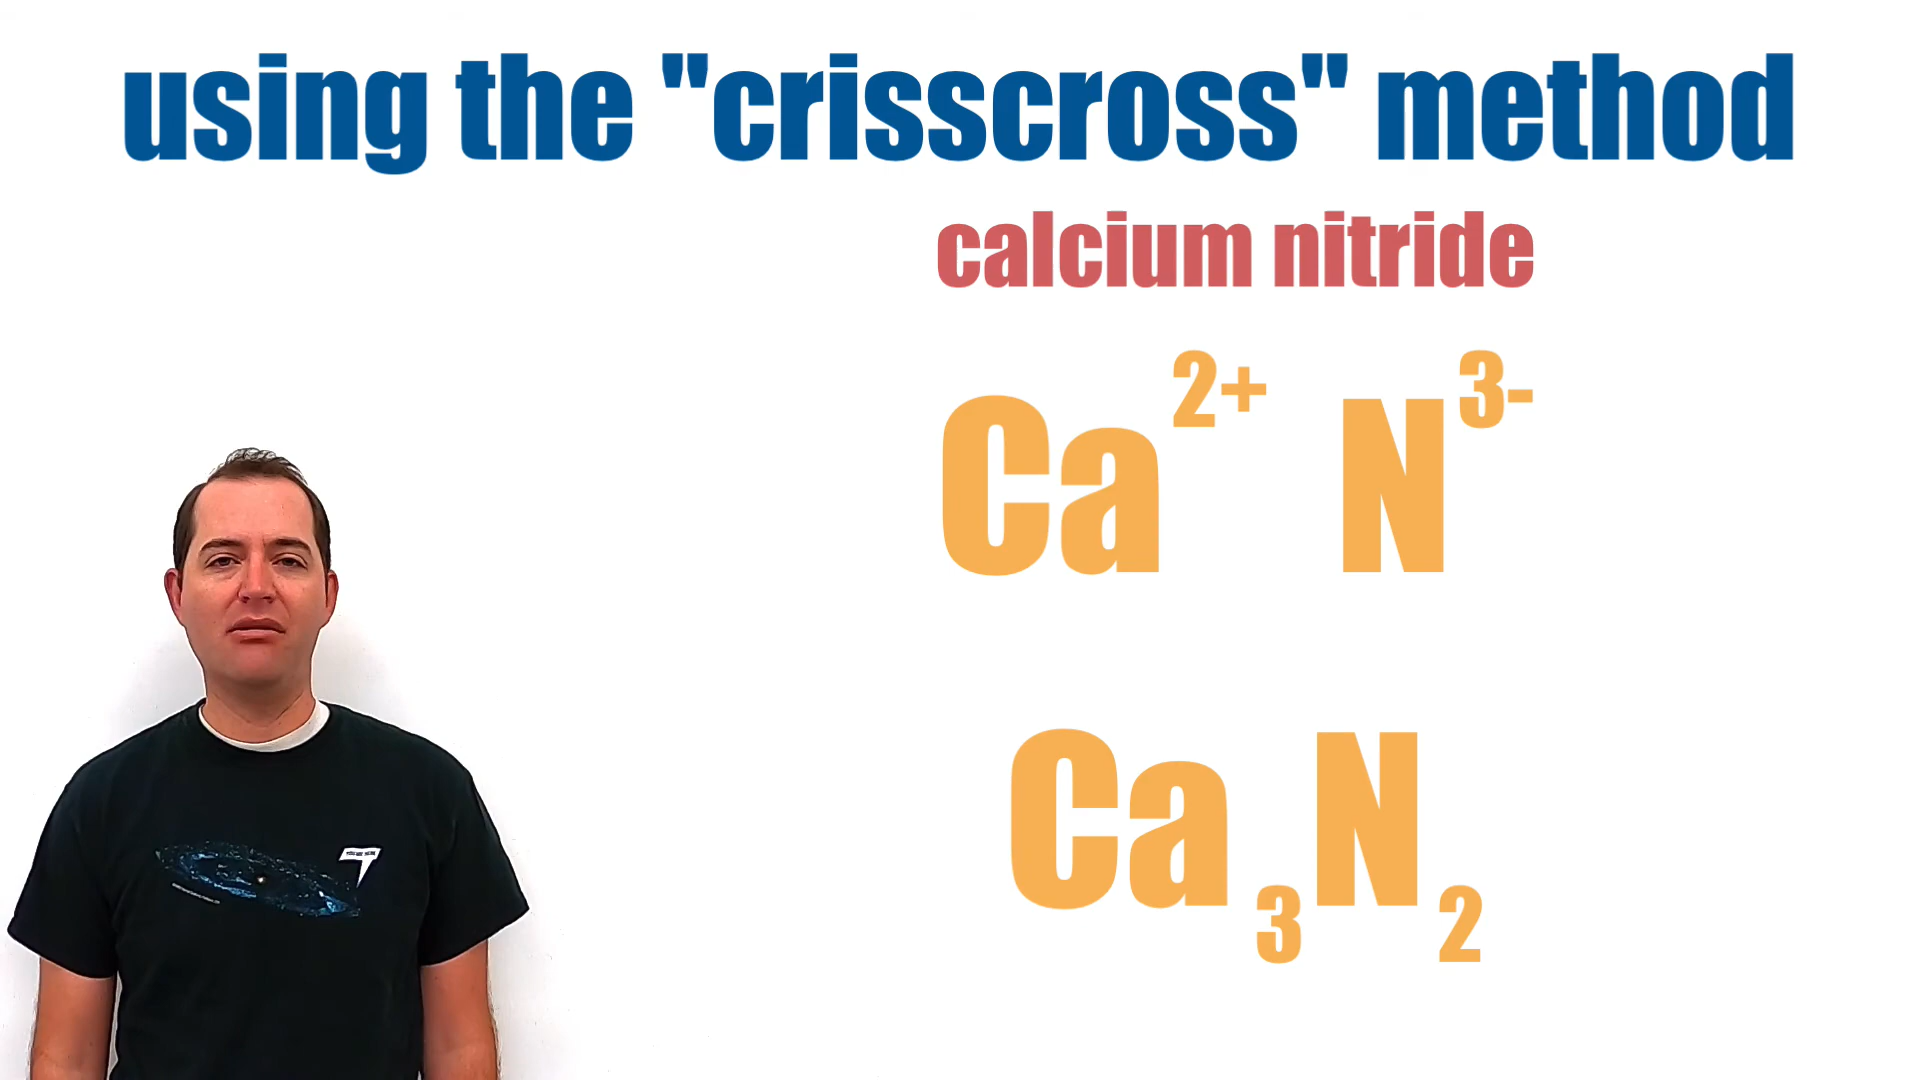 using the "crisscross" method
calcium nitride
Ca²⁺ N³⁻
Ca₃N₂